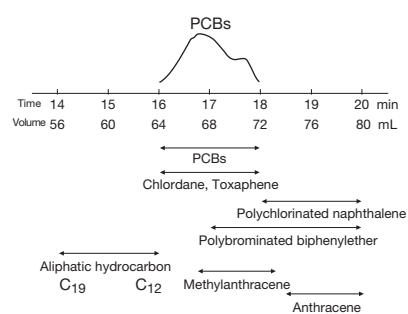 PCBs
Time 14 15 16 17 18 19 20 min
Volume 56 60 64 68 72 76 80 mL
PCBs
Chlordane, Toxaphene
Polychlorinated naphthalene
Polybrominated biphenylether
Aliphatic hydrocarbon
C19 C12
Methylanthracene
Anthracene